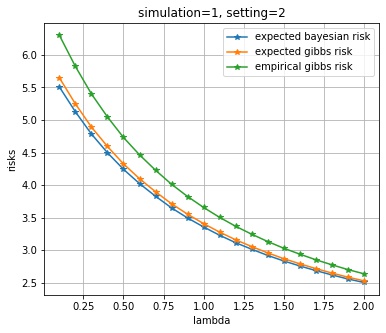 simulation=1, setting=2
expected bayesian risk
expected gibbs risk
empirical gibbs risk
risks
6.0
5.5
5.0
4.5
4.0
3.5
3.0
2.5
0.25
0.50
0.75
1.00
1.25
1.50
1.75
2.00
lambda